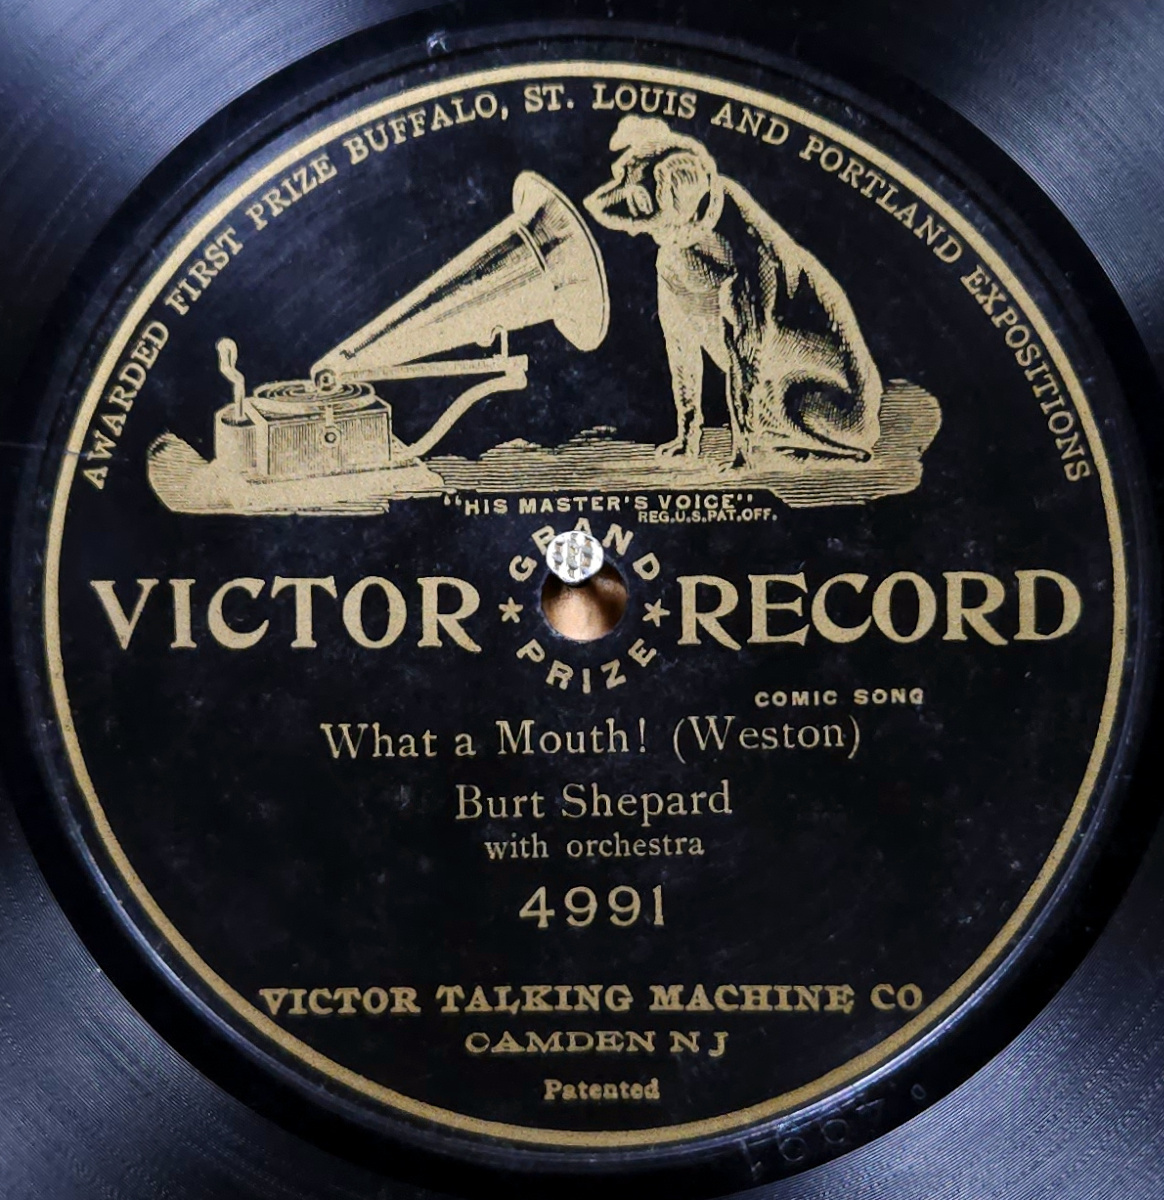 AWARDED FIRST PRIZE BUFFALO, ST. LOUIS AND PORTLAND EXPOSITIONS
"HIS MASTER'S VOICE"
REG.U.S.PAT.OFF.
GRAND PRIZE
VICTOR RECORD
COMIC SONG
What a Mouth! (Weston)
Burt Shepard
with orchestra
4991
VICTOR TALKING MACHINE CO
CAMDEN N J
Patented
4991